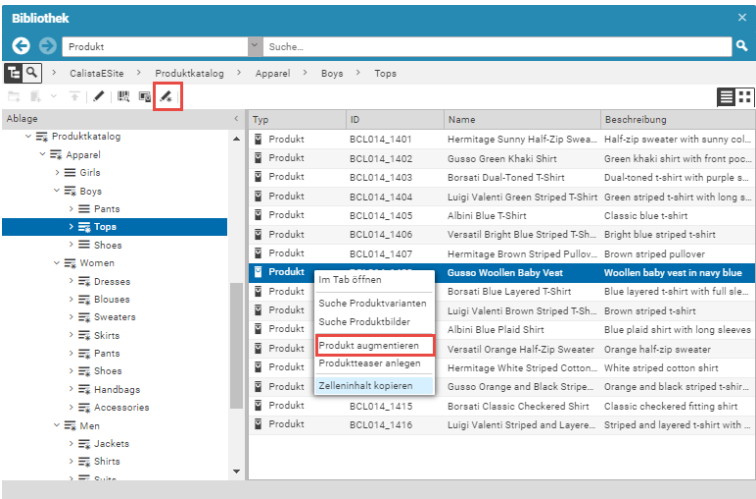 Bibliothek
Produkt Suche...
CalistaESite > Produktkatalog > Apparel > Boys > Tops
Ablage
Produktkatalog
Apparel
Girls
Boys
Pants
Tops
Shoes
Women
Dresses
Blouses
Sweaters
Skirts
Pants
Shoes
Handbags
Accessories
Men
Jackets
Shirts
Suits
Typ ID Name Beschreibung
Produkt BCL014_1401 Hermitage Sunny Half-Zip Swea... Half-zip sweater with sunny col...
Produkt BCL014_1402 Gusso Green Khaki Shirt Green khaki shirt with front poc...
Produkt BCL014_1403 Borsati Dual-Toned T-Shirt Dual-toned t-shirt with purple s...
Produkt BCL014_1404 Luigi Valenti Green Striped T-Shirt Green striped t-shirt with long s...
Produkt BCL014_1405 Albini Blue T-Shirt Classic blue t-shirt
Produkt BCL014_1406 Versatil Bright Blue Striped T-Sh... Bright blue striped t-shirt
Produkt BCL014_1407 Hermitage Brown Striped Pullov... Brown striped pullover
Produkt Gusso Woollen Baby Vest Woollen baby vest in navy blue
Produkt Borsati Blue Layered T-Shirt Blue layered t-shirt with full sle...
Produkt Luigi Valenti Brown Striped T-Sh... Brown striped t-shirt
Produkt Albini Blue Plaid Shirt Blue plaid shirt with long sleeves
Produkt Versatil Orange Half-Zip Sweater Orange half-zip sweater
Produkt Hermitage White Striped Cotton... White striped cotton shirt
Produkt Gusso Orange and Black Stripe... Orange and black striped t-shir...
Produkt BCL014_1415 Borsati Classic Checkered Shirt Classic checkered fitting shirt
Produkt BCL014_1416 Luigi Valenti Striped and Layere... Striped and layered t-shirt with ...
Im Tab öffnen
Suche Produktvarianten
Suche Produktbilder
Produkt augmentieren
Produktteaser anlegen
Zelleninhalt kopieren